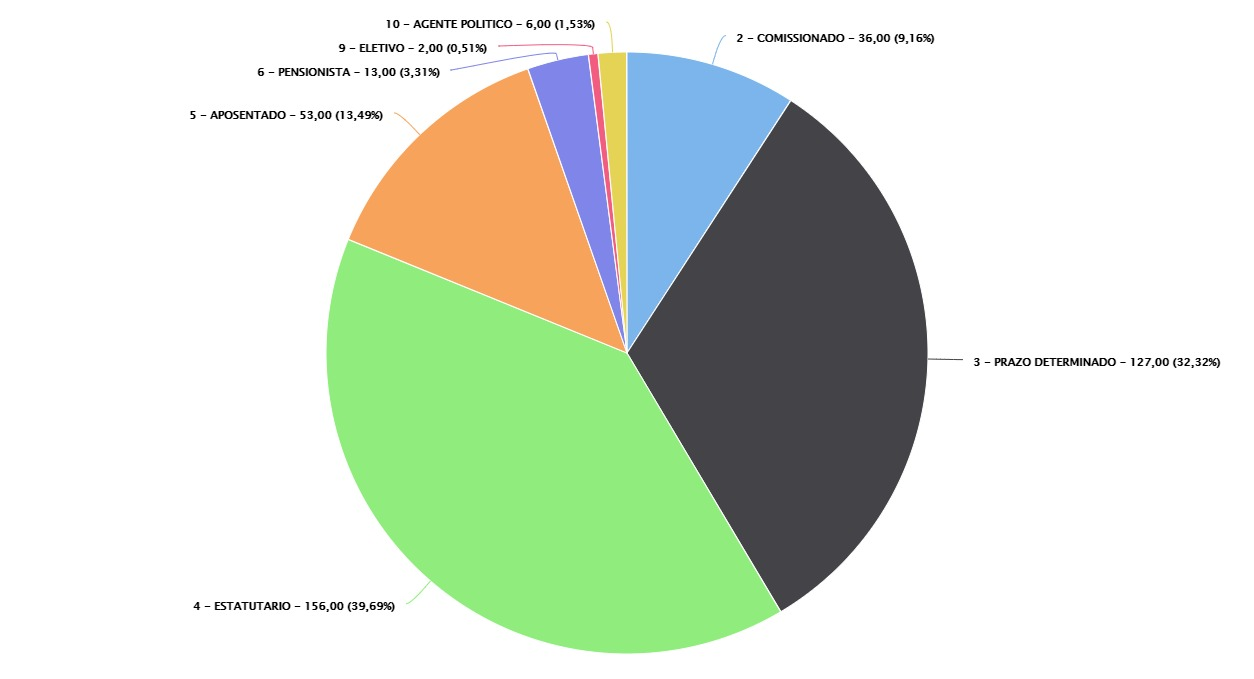 10 - AGENTE POLITICO - 6,00 (1,53%)
2 - COMISSIONADO - 36,00 (9,16%)
9 - ELETIVO - 2,00 (0,51%)
6 - PENSIONISTA - 13,00 (3,31%)
5 - APOSENTADO - 53,00 (13,49%)
3 - PRAZO DETERMINADO - 127,00 (32,32%)
4 - ESTATUTARIO - 156,00 (39,69%)